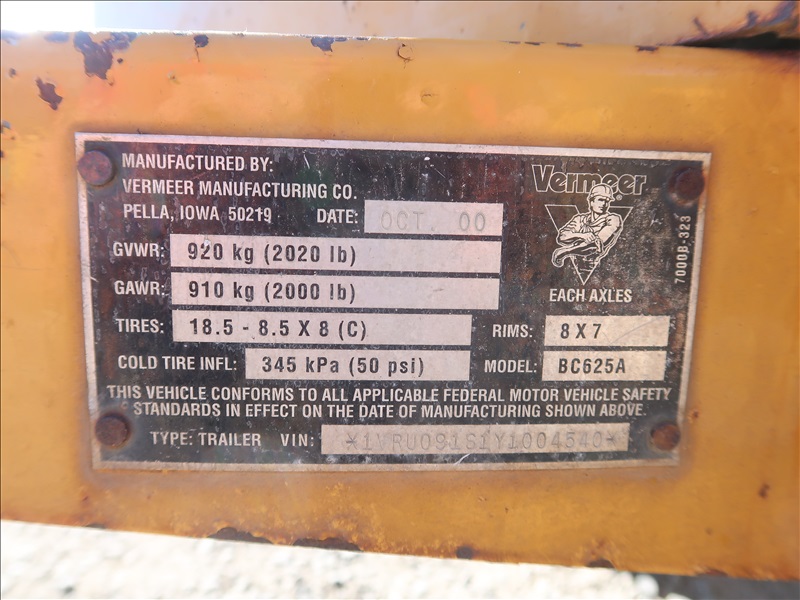 MANUFACTURED BY:
VERMEER MANUFACTURING CO.
PELLA, IOWA 50219 DATE: OCT. 00
GVWR: 920 kg (2020 lb)
GAWR: 910 kg (2000 lb)
TIRES: 18.5 - 8.5 X 8 (C)
COLD TIRE INFL: 345 kPa (50 psi)
Vermeer
EACH AXLES
7000B-323
RIMS: 8 X 7
MODEL: BC625A
THIS VEHICLE CONFORMS TO ALL APPLICABLE FEDERAL MOTOR VEHICLE SAFETY
STANDARDS IN EFFECT ON THE DATE OF MANUFACTURING SHOWN ABOVE.
TYPE: TRAILER VIN: *1VRU091S1Y1004540*